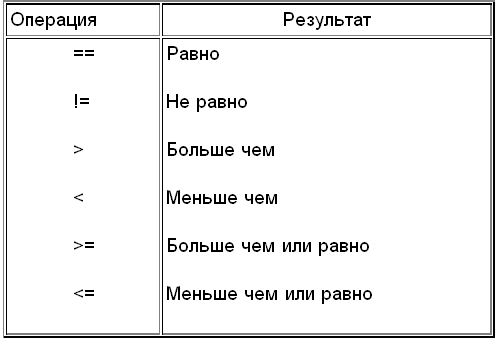 Операция Результат
== Равно
!= Не равно
> Больше чем
< Меньше чем
>= Больше чем или равно
<= Меньше чем или равно